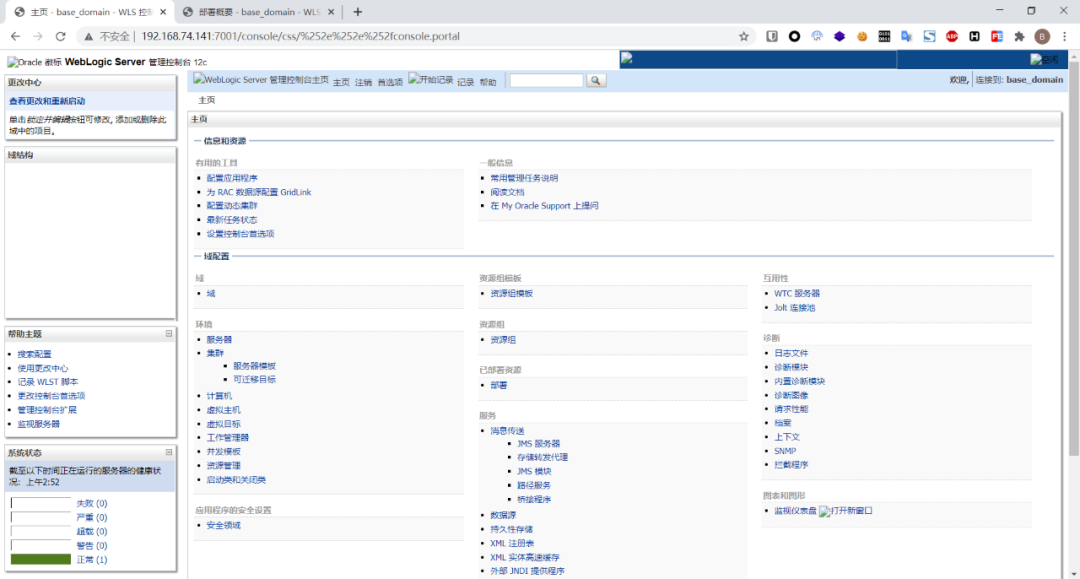 主页 - base_domain - WLS 控制
部署概要 - base_domain - WLS
不安全 | 192.168.74.141:7001/console/css/%252e%252e%252fconsole.portal
B
Oracle 徽标 WebLogic Server 管理控制台 12c
更改中心
查看更改和重新启动
单击锁定并编辑按钮可修改, 添加或删除此
域中的项目。
域结构
帮助主题
搜索配置
使用更改中心
记录 WLST 脚本
更改控制台首选项
管理控制台扩展
监视服务器
系统状态
截至以下时间正在运行的服务器的健康状
况: 上午2:52
失败 (0)
严重 (0)
超载 (0)
警告 (0)
正常 (1)
WebLogic Server 管理控制台主页 主页 注销 首选项 开始记录 记录 帮助
欢迎, 连接到: base_domain
主页
主页
信息和资源
有用的工具
配置应用程序
为 RAC 数据源配置 GridLink
配置动态集群
最新任务状态
设置控制台首选项
一般信息
常用管理任务说明
阅读文档
在 My Oracle Support 上提问
域配置
域
域
环境
服务器
集群
服务器模板
可迁移目标
计算机
虚拟主机
虚拟目标
工作管理器
并发模板
资源管理
启动类和关闭类
应用程序的安全设置
安全领域
资源组模板
资源组模板
资源组
资源组
已部署资源
部署
服务
消息传送
JMS 服务器
存储转发代理
JMS 模块
路径服务
桥接程序
数据源
持久性存储
XML 注册表
XML 实体高速缓存
外部 JNDI 提供程序
互用性
WTC 服务器
Jolt 连接池
诊断
日志文件
诊断模块
内置诊断模块
诊断图像
请求性能
档案
上下文
SNMP
拦截程序
图表和图形
监视仪表盘 打开新窗口